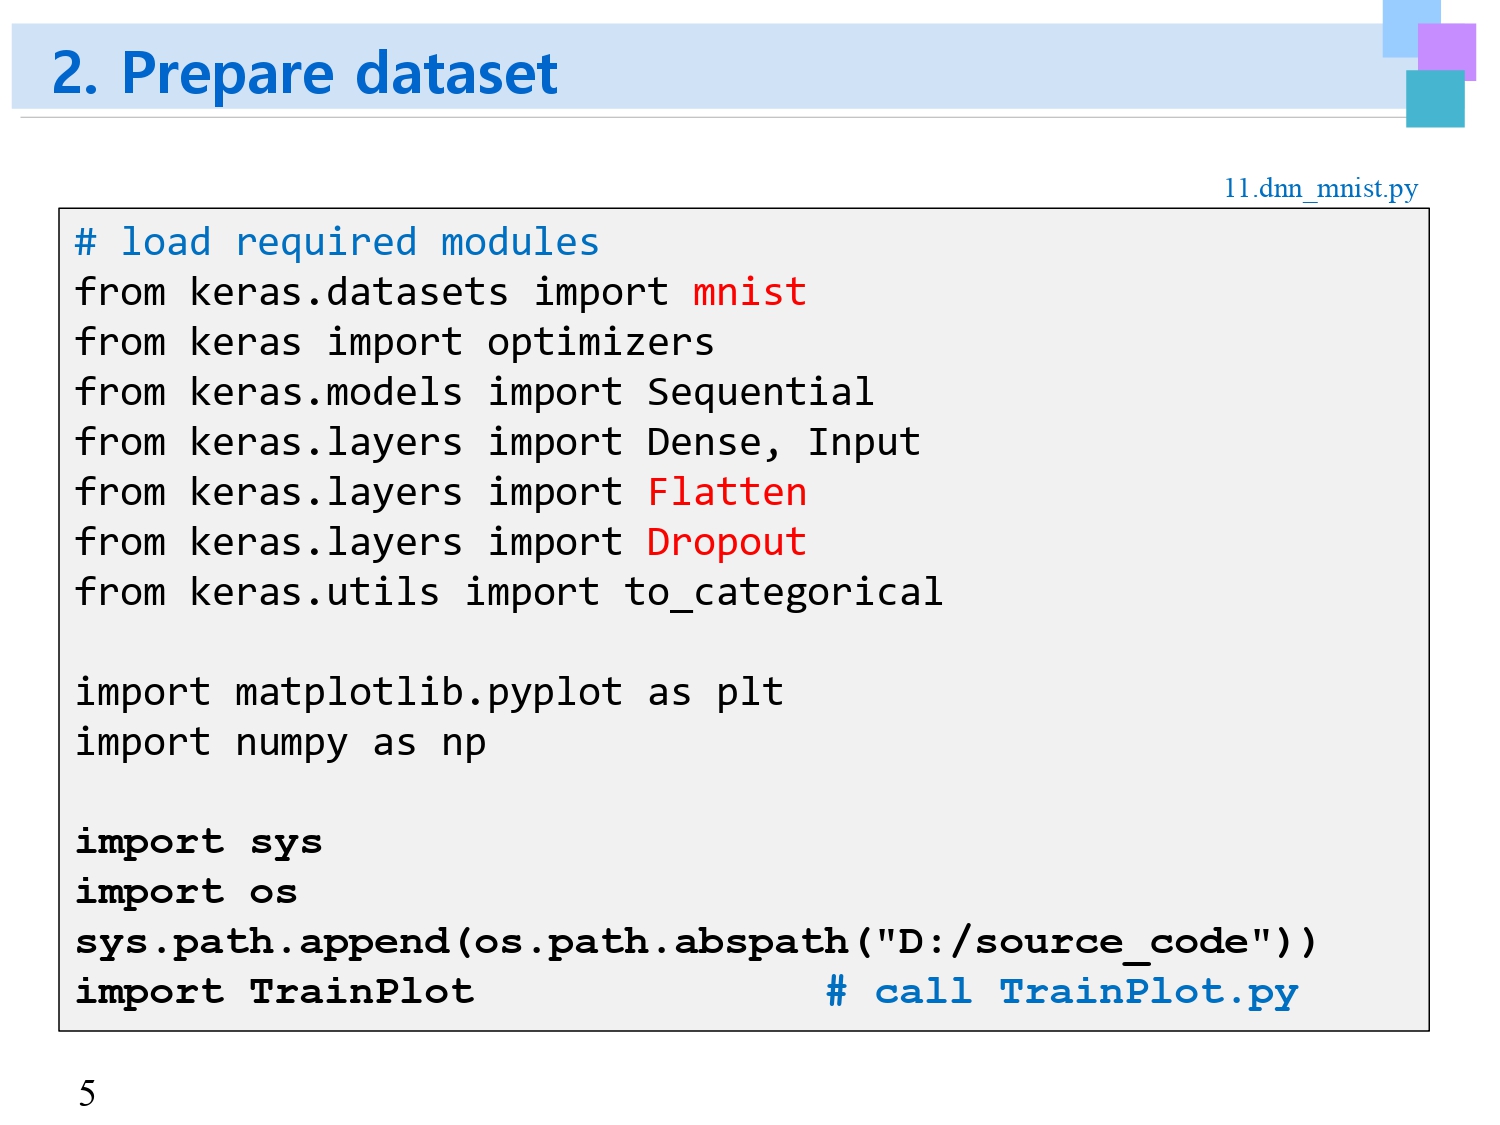 2. Prepare dataset
11.dnn_mnist.py
# load required modules
from keras.datasets import mnist
from keras import optimizers
from keras.models import Sequential
from keras.layers import Dense, Input
from keras.layers import Flatten
from keras.layers import Dropout
from keras.utils import to_categorical
import matplotlib.pyplot as plt
import numpy as np
import sys
import os
sys.path.append(os.path.abspath("D:/source_code"))
import TrainPlot # call TrainPlot.py
5